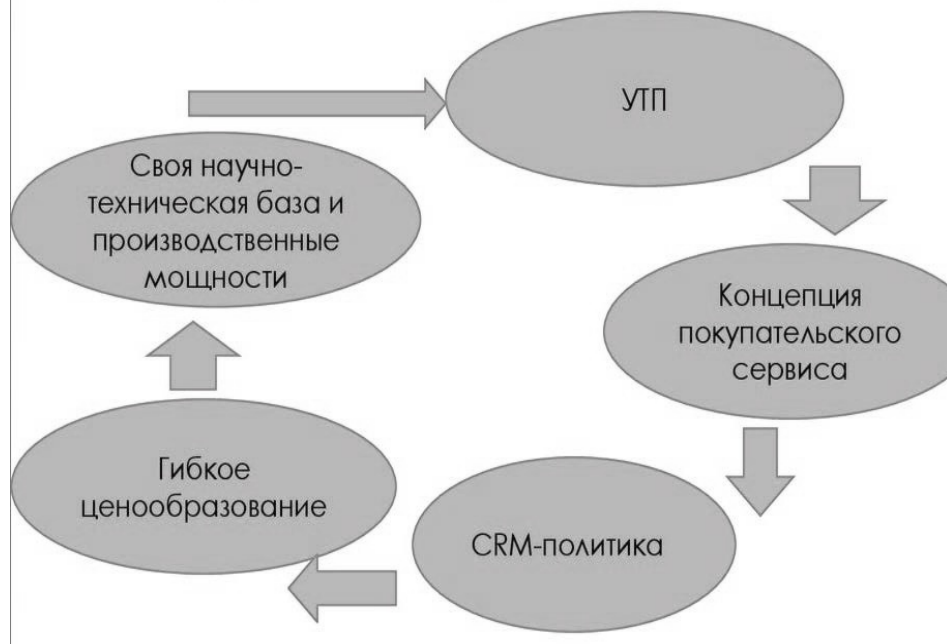 УТП
Своя научно-
техническая база и
производственные
мощности
Концепция
покупательского
сервиса
Гибкое
ценообразование
CRM-политика